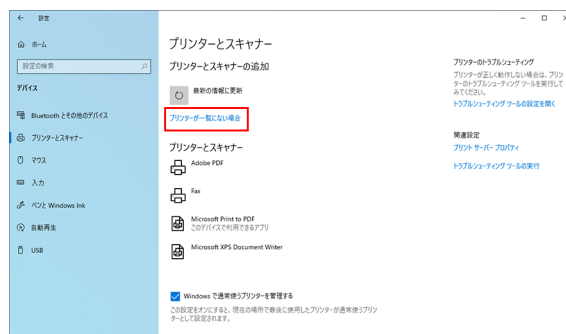 設定
ホーム
設定の検索
デバイス
Bluetooth とその他のデバイス
プリンターとスキャナー
マウス
入力
ペンと Windows Ink
自動再生
USB
プリンターとスキャナー
プリンターとスキャナーの追加
最新の情報に更新
プリンターが一覧にない場合
プリンターとスキャナー
Adobe PDF
Fax
Microsoft Print to PDF
このデバイスで利用できるアプリ
Microsoft XPS Document Writer
Windows で通常使うプリンターを管理する
この設定をオンにすると、現在の場所で最後に使用したプリンターが通常使うプリン
ターとして設定されます。
プリンターのトラブルシューティング
プリンターが正しく動作しない場合は、プリン
ターのトラブルシューティング ツールを実行して
みてください。
トラブルシューティング ツールの設定を開く
関連設定
プリント サーバー プロパティ
トラブルシューティング ツールの実行